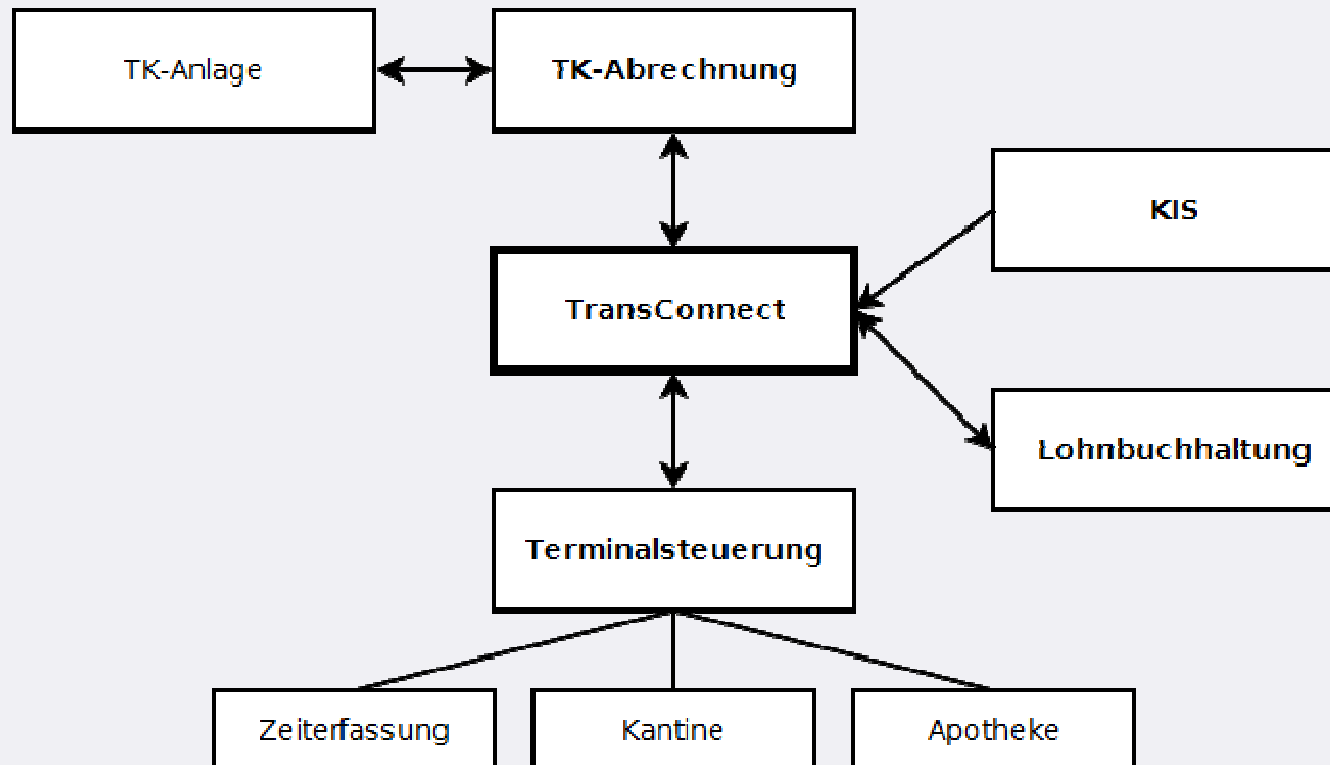 TK-Anlage
TK-Abrechnung
KIS
TransConnect
Lohnbuchhaltung
Terminalsteuerung
Zeiterfassung
Kantine
Apotheke